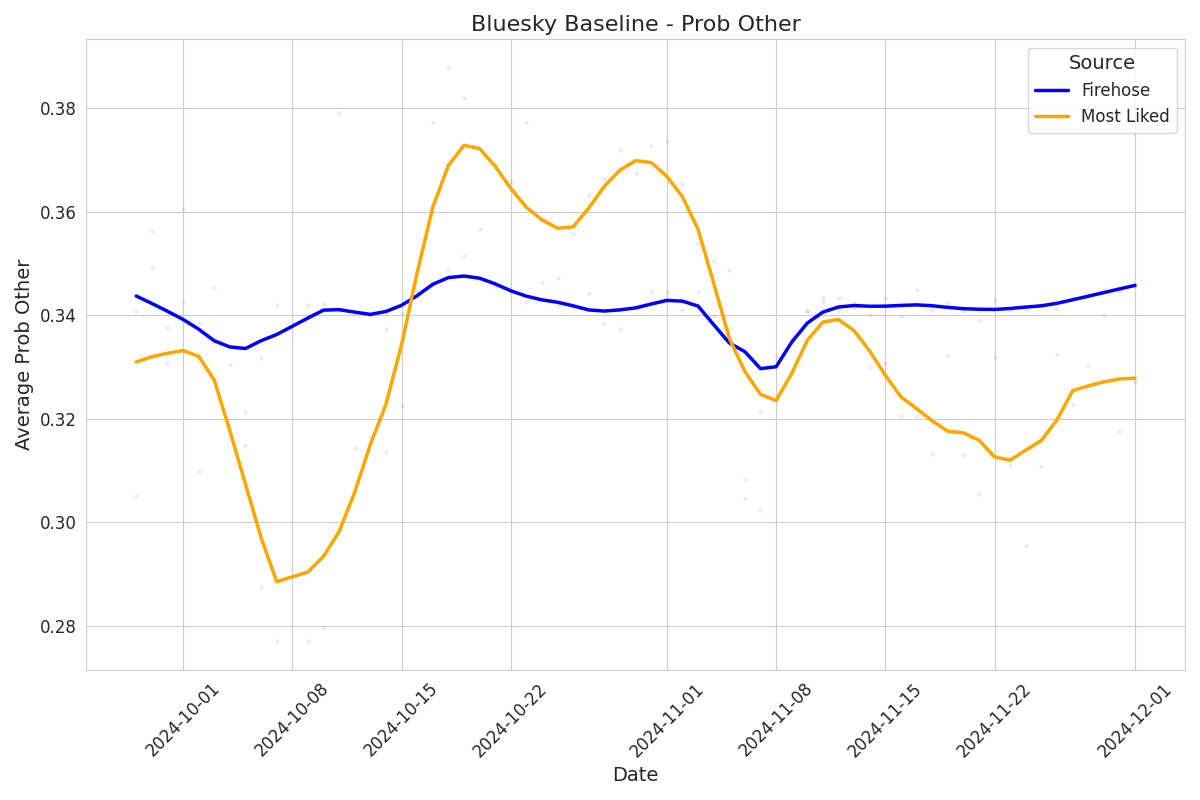 Bluesky Baseline - Prob Other
Source
Firehose
Most Liked
Average Prob Other
0.38
0.36
0.34
0.32
0.30
0.28
2024-10-01
2024-10-08
2024-10-15
2024-10-22
2024-11-01
2024-11-08
2024-11-15
2024-11-22
2024-12-01
Date